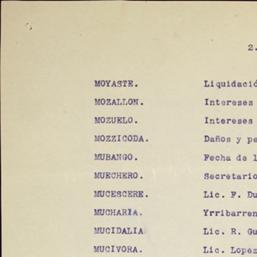 2.
MOYASTE. Liquidació
MOZALLON. Intereses
MOZUELO. Intereses
MOZZICODA. Daños y pe
MUBANGO. Fecha de l
MUECHERO. Secretario
MUCESCERE. Lic. F. Du
MUCHARIA. Yrribarren
MUCIDALIA Lic. R. Gu
MUCIVORA. Lic. Lopez